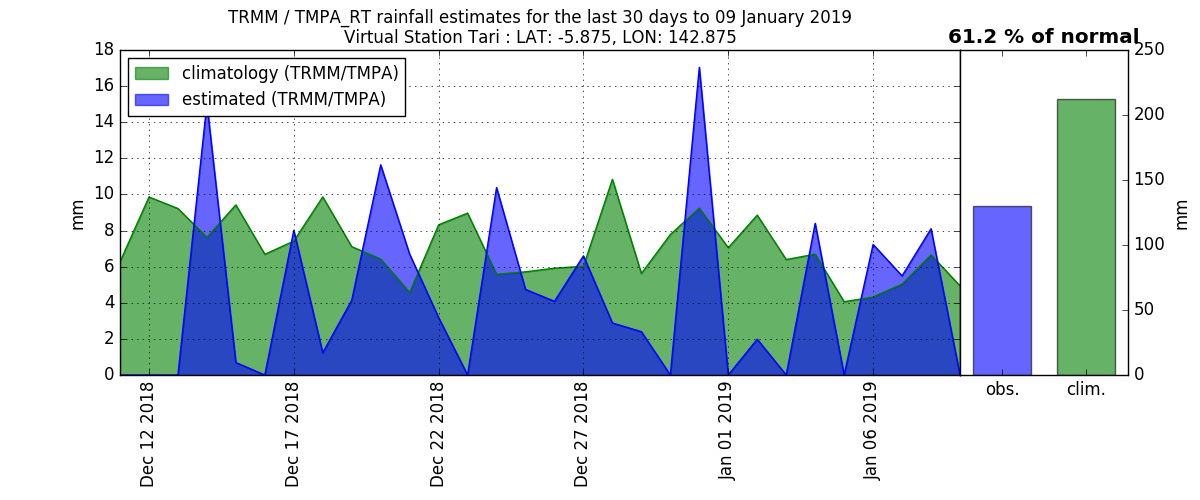 TRMM / TMPA_RT rainfall estimates for the last 30 days to 09 January 2019
Virtual Station Tari : LAT: -5.875, LON: 142.875
61.2 % of normal
climatology (TRMM/TMPA)
estimated (TRMM/TMPA)
mm
18
16
14
12
10
8
6
4
2
0
Dec 12 2018
Dec 17 2018
Dec 22 2018
Dec 27 2018
Jan 01 2019
Jan 06 2019
obs.
clim.
250
200
150
100
50
0
mm